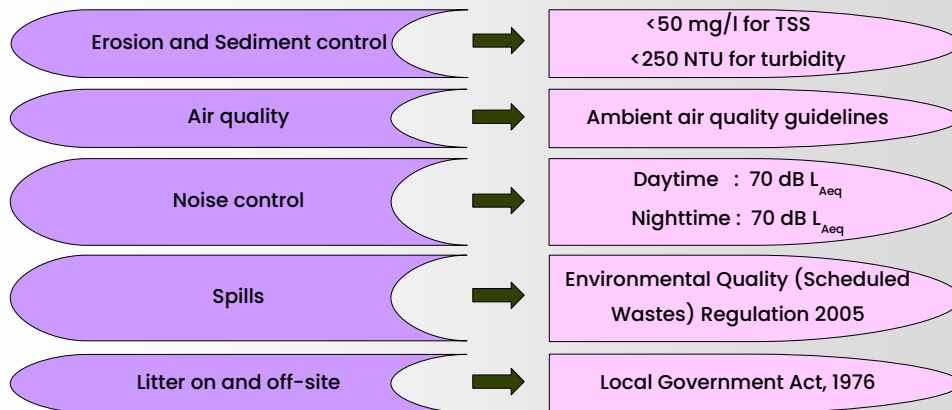 Erosion and Sediment control
<50 mg/l for TSS
<250 NTU for turbidity
Air quality
Ambient air quality guidelines
Noise control
Daytime : 70 dB LAeq
Nighttime : 70 dB LAeq
Spills
Environmental Quality (Scheduled
Wastes) Regulation 2005
Litter on and off-site
Local Government Act, 1976